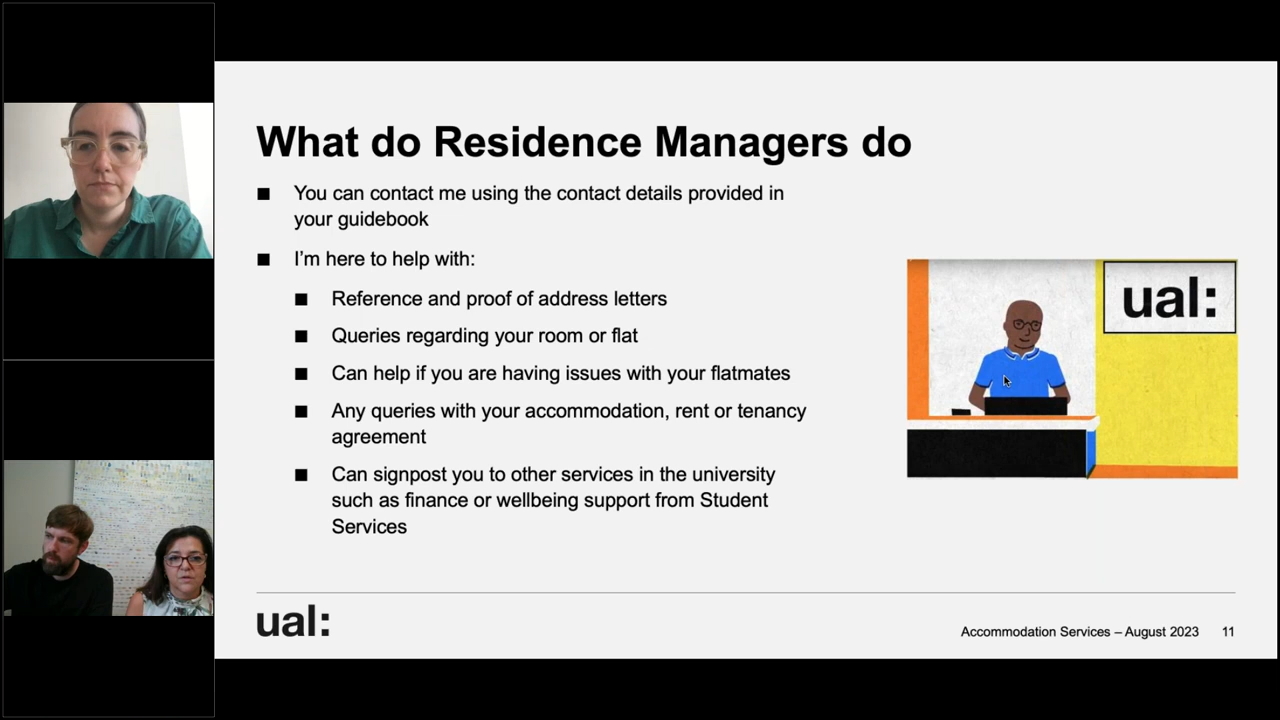 What do Residence Managers do
■ You can contact me using the contact details provided in
your guidebook
■ I'm here to help with:
■ Reference and proof of address letters
■ Queries regarding your room or flat
■ Can help if you are having issues with your flatmates
■ Any queries with your accommodation, rent or tenancy
agreement
■ Can signpost you to other services in the university
such as finance or wellbeing support from Student
Services
ual:
ual:
Accommodation Services – August 2023 11